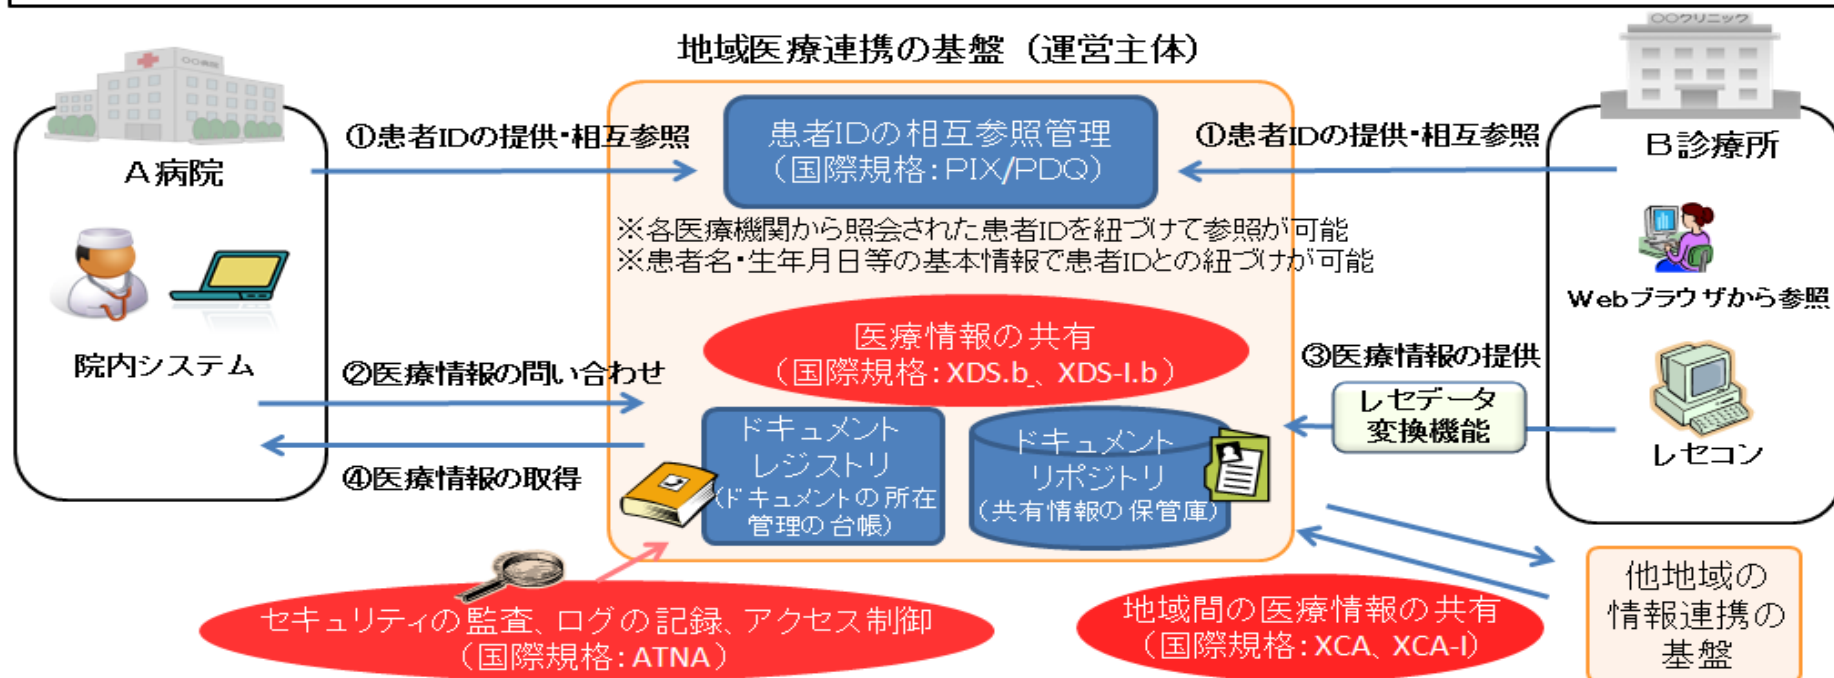 〇〇クリニック
地域医療連携の基盤（運営主体）
〇〇病院
A病院
①患者IDの提供・相互参照
患者IDの相互参照管理
（国際規格：PIX/PDQ）
①患者IDの提供・相互参照
B診療所
※各医療機関から照会された患者IDを紐づけて参照が可能
※患者名・生年月日等の基本情報で患者IDとの紐づけが可能
Webブラウザから参照
院内システム
②医療情報の問い合わせ
医療情報の共有
（国際規格：XDS.b、XDS-I.b）
③医療情報の提供
レセデータ
変換機能
レセコン
④医療情報の取得
ドキュメント
レジストリ
（ドキュメントの所在
管理の台帳）
ドキュメント
リポジトリ
（共有情報の保管庫）
セキュリティの監査、ログの記録、アクセス制御
（国際規格：ATNA）
地域間の医療情報の共有
（国際規格：XCA、XCA-I）
他地域の
情報連携の
基盤